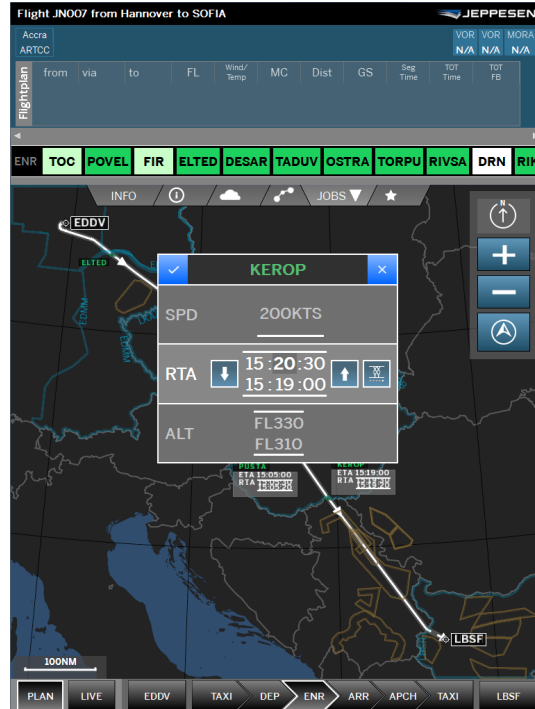 Flight JN007 from Hannover to SOFIA
JEPPESEN
Accra
ARTCC
VOR VOR MORA
N/A N/A N/A
Flightplan
from via to FL Wind/Temp MC Dist GS Seg Time TOT Time TOT FB
ENR TOC POVEL FIR ELTED DESAR TADUV OSTRA TORPU RIVSA DRN RIK
INFO JOBS
N
EDDV
ELTED
EDMM
EDMM
KEROP
SPD 200KTS
RTA 15:20:30
15:19:00
ALT FL330
FL310
PUSTA
ETA 15:05:00
RTA
KEROP
ETA 15:19:00
RTA
LBSF
100NM
PLAN LIVE EDDV TAXI DEP ENR ARR APCH TAXI LBSF